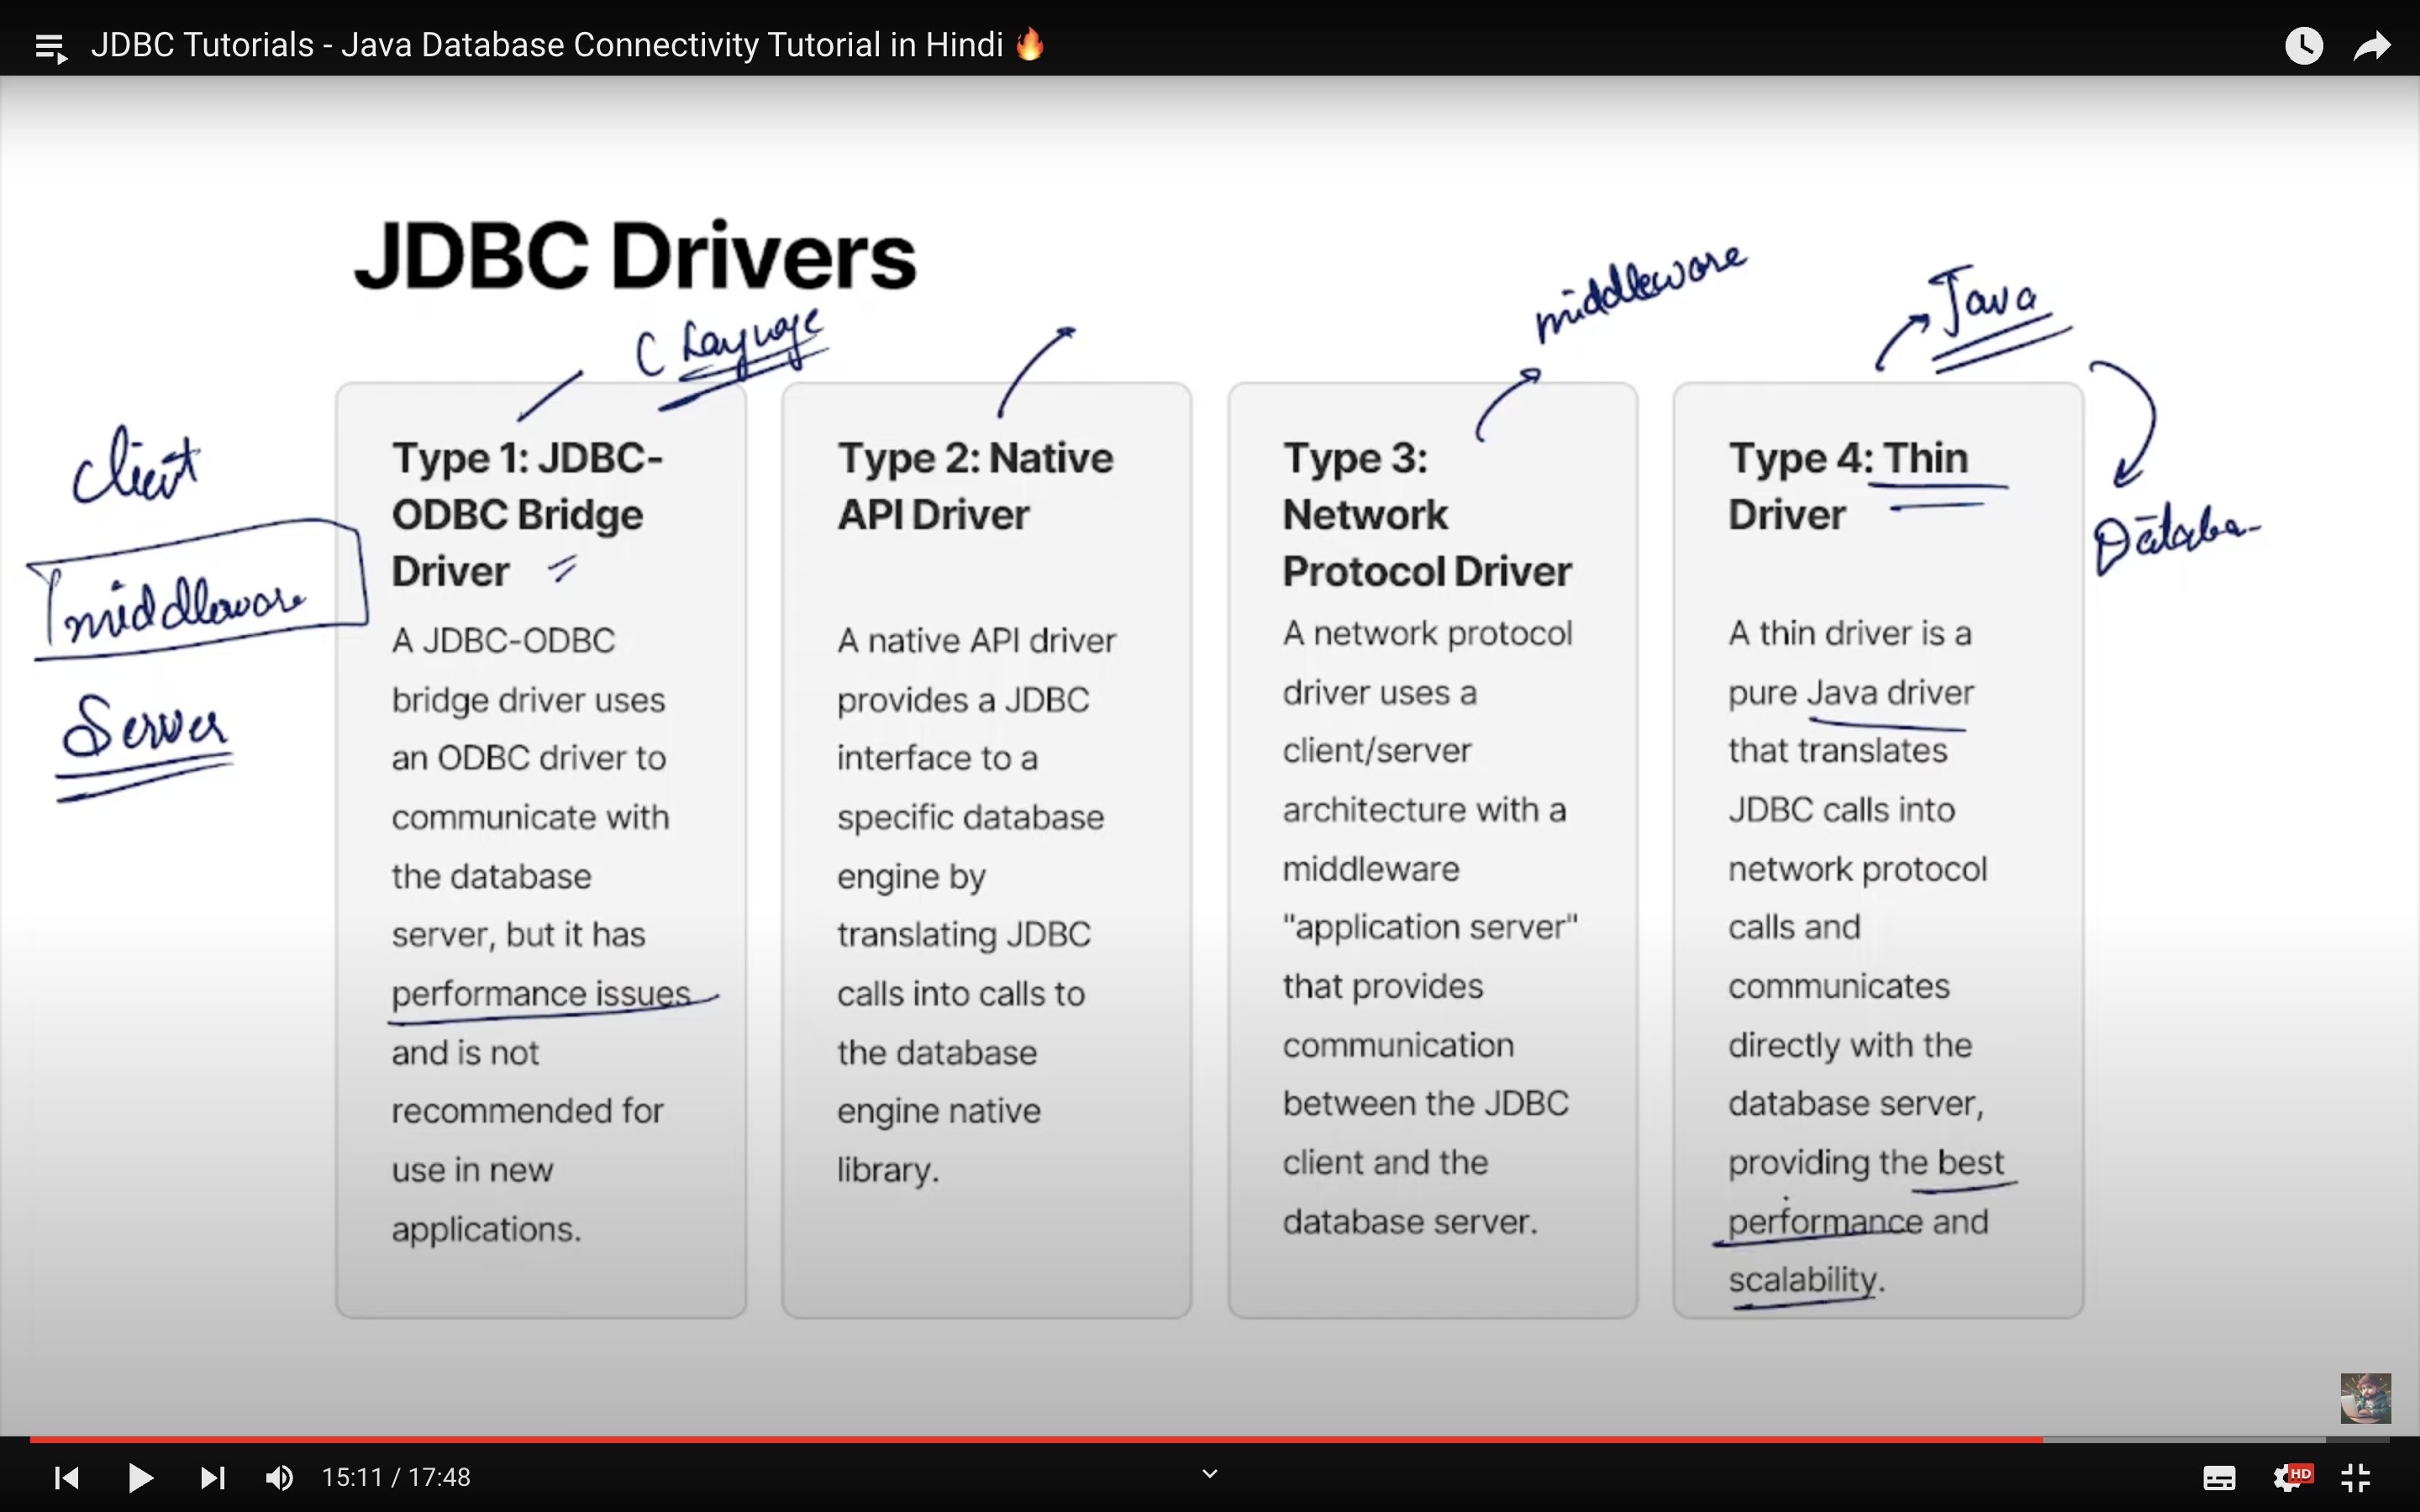 JDBC Tutorials - Java Database Connectivity Tutorial in Hindi 🔥
JDBC Drivers
C Language
middleware
Java
Client
middleware
Server
Type 1: JDBC-
ODBC Bridge
Driver
A JDBC-ODBC
bridge driver uses
an ODBC driver to
communicate with
the database
server, but it has
performance issues
and is not
recommended for
use in new
applications.
Type 2: Native
API Driver
A native API driver
provides a JDBC
interface to a
specific database
engine by
translating JDBC
calls into calls to
the database
engine native
library.
Type 3:
Network
Protocol Driver
A network protocol
driver uses a
client/server
architecture with a
middleware
"application server"
that provides
communication
between the JDBC
client and the
database server.
Type 4: Thin
Driver
A thin driver is a
pure Java driver
that translates
JDBC calls into
network protocol
calls and
communicates
directly with the
database server,
providing the best
performance and
scalability.
15:11 / 17:48
HD